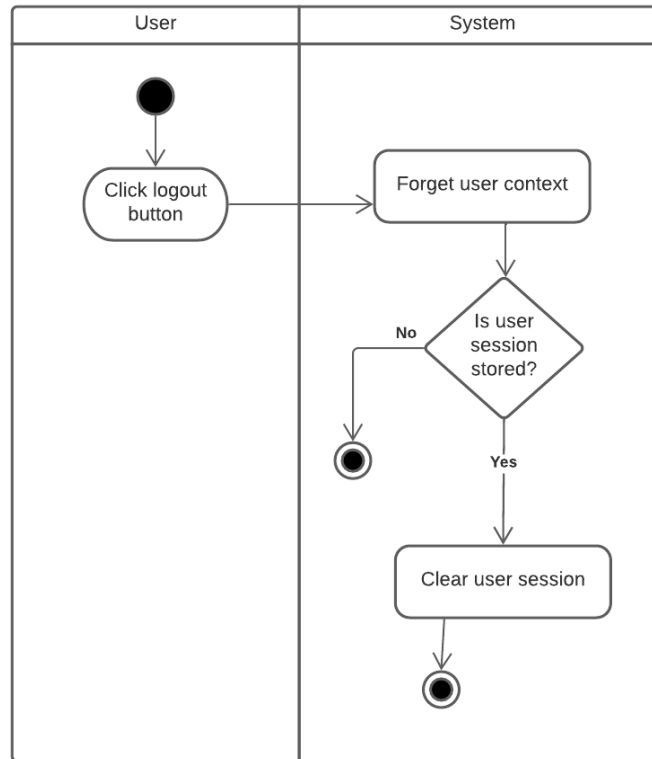 User
System
Click logout
button
Forget user context
Is user
session
stored?
No
Yes
Clear user session